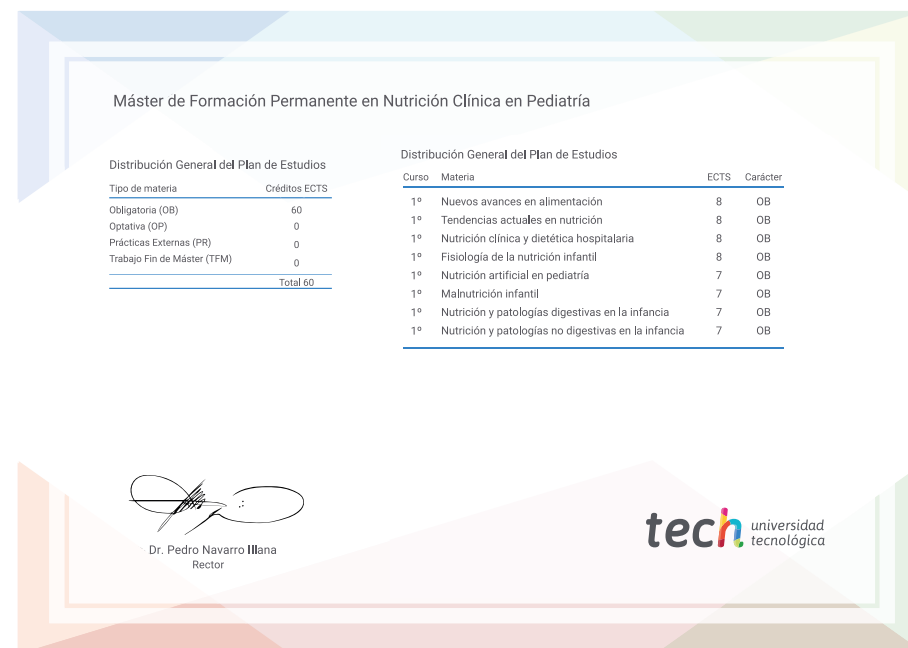 Máster de Formación Permanente en Nutrición Clínica en Pediatría
Distribución General del Plan de Estudios
Tipo de materia Créditos ECTS
Obligatoria (OB) 60
Optativa (OP) 0
Prácticas Externas (PR) 0
Trabajo Fin de Máster (TFM) 0
Total 60
Distribución General del Plan de Estudios
Curso Materia ECTS Carácter
1º Nuevos avances en alimentación 8 OB
1º Tendencias actuales en nutrición 8 OB
1º Nutrición clínica y dietética hospitalaria 8 OB
1º Fisiología de la nutrición infantil 8 OB
1º Nutrición artificial en pediatría 7 OB
1º Malnutrición infantil 7 OB
1º Nutrición y patologías digestivas en la infancia 7 OB
1º Nutrición y patologías no digestivas en la infancia 7 OB
Dr. Pedro Navarro Illana
Rector
tech universidad
tecnológica